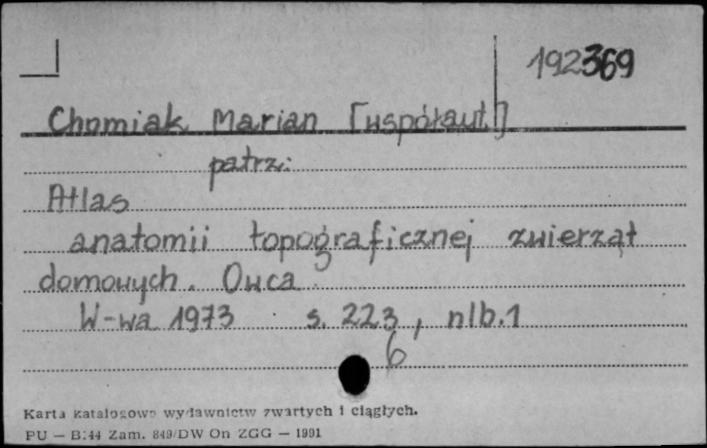 192369
Chomiak Marian [współaut.]
patrz:
Atlas
anatomii topograficznej zwierząt
domowych. Owca
W-wa 1973 s. 223, nlb.1
6
Karta katalogowa wydawnictw zwartych i ciągłych.
PU — B:44 Zam. 849/DW On ZGG — 1991